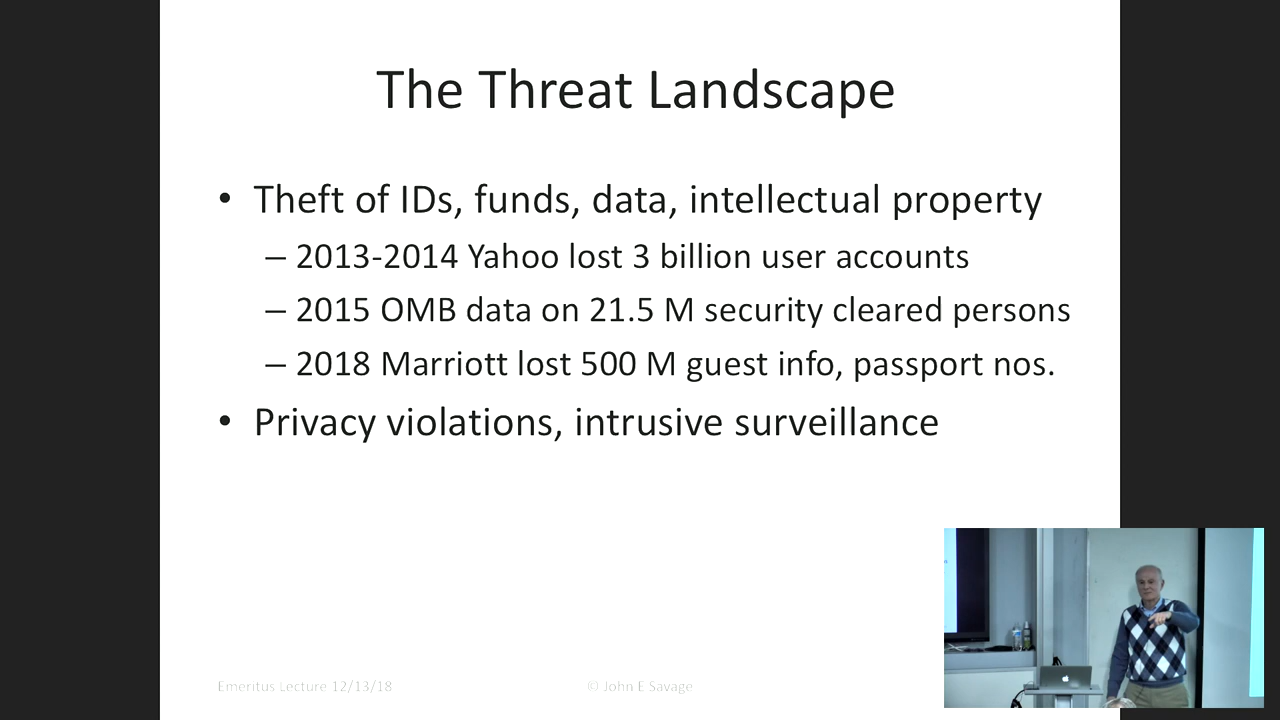 The Threat Landscape
• Theft of IDs, funds, data, intellectual property
– 2013-2014 Yahoo lost 3 billion user accounts
– 2015 OMB data on 21.5 M security cleared persons
– 2018 Marriott lost 500 M guest info, passport nos.
• Privacy violations, intrusive surveillance
Emeritus Lecture 12/13/18
© John E Savage